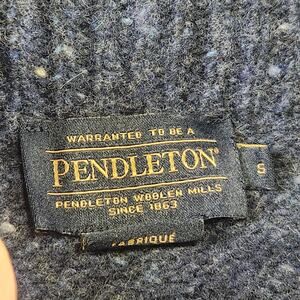 WARRANTED TO BE A
PENDLETON®
S
PENDLETON WOOLEN MILLS
SINCE 1863
FABRIQUÉ